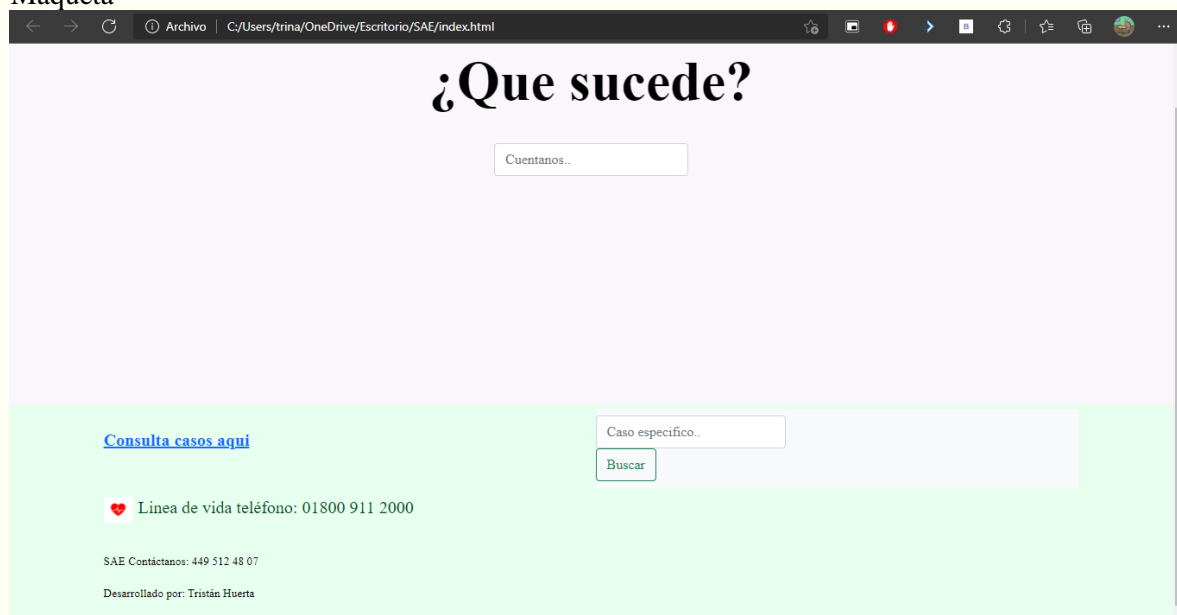 Maqueta
Archivo | C:/Users/trina/OneDrive/Escritorio/SAE/index.html
¿Que sucede?
Cuentanos..
Consulta casos aqui
Caso especifico..
Buscar
Linea de vida teléfono: 01800 911 2000
SAE Contáctanos: 449 512 48 07
Desarrollado por: Tristán Huerta